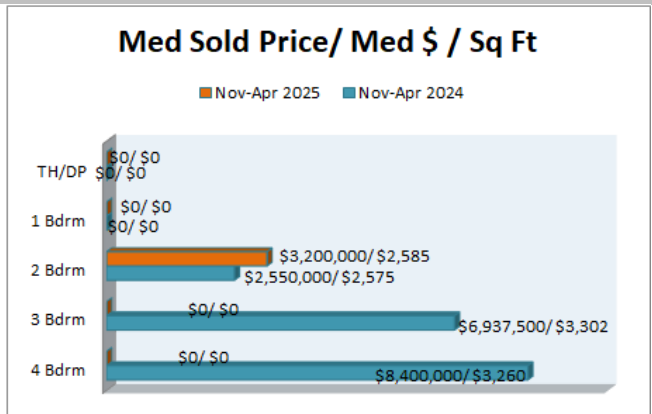 Med Sold Price/ Med $ / Sq Ft
Nov-Apr 2025 Nov-Apr 2024
TH/DP $0/ $0
$0/ $0
1 Bdrm $0/ $0
$0/ $0
2 Bdrm $3,200,000/ $2,585
$2,550,000/ $2,575
3 Bdrm $0/ $0
$6,937,500/ $3,302
4 Bdrm $0/ $0
$8,400,000/ $3,260